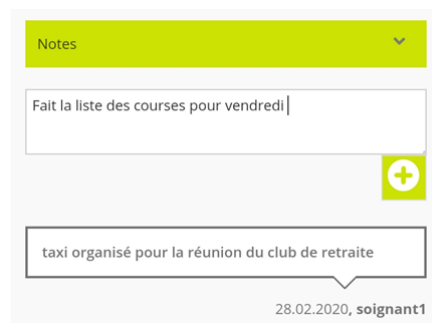 Notes
Fait la liste des courses pour vendredi
taxi organisé pour la réunion du club de retraite
28.02.2020, soignant1